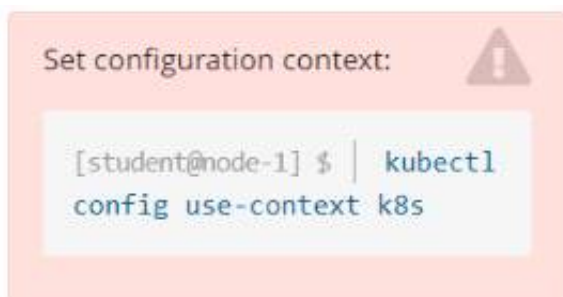 Set configuration context:
[student@node-1] $ | kubectl
config use-context k8s